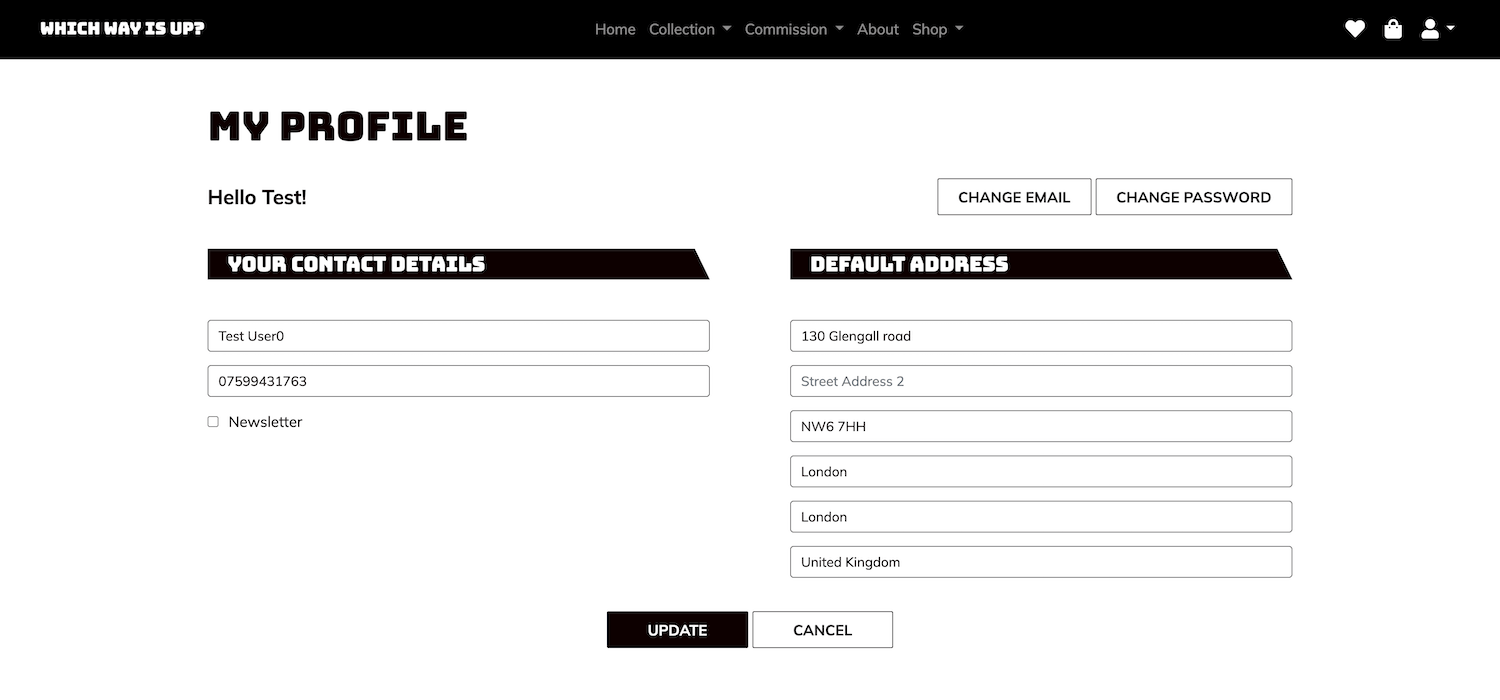 WHICH WAY IS UP?
Home Collection Commission About Shop
MY PROFILE
Hello Test!
CHANGE EMAIL CHANGE PASSWORD
YOUR CONTACT DETAILS
Test User0
07599431763
Newsletter
DEFAULT ADDRESS
130 Glengall road
Street Address 2
NW6 7HH
London
London
United Kingdom
UPDATE CANCEL